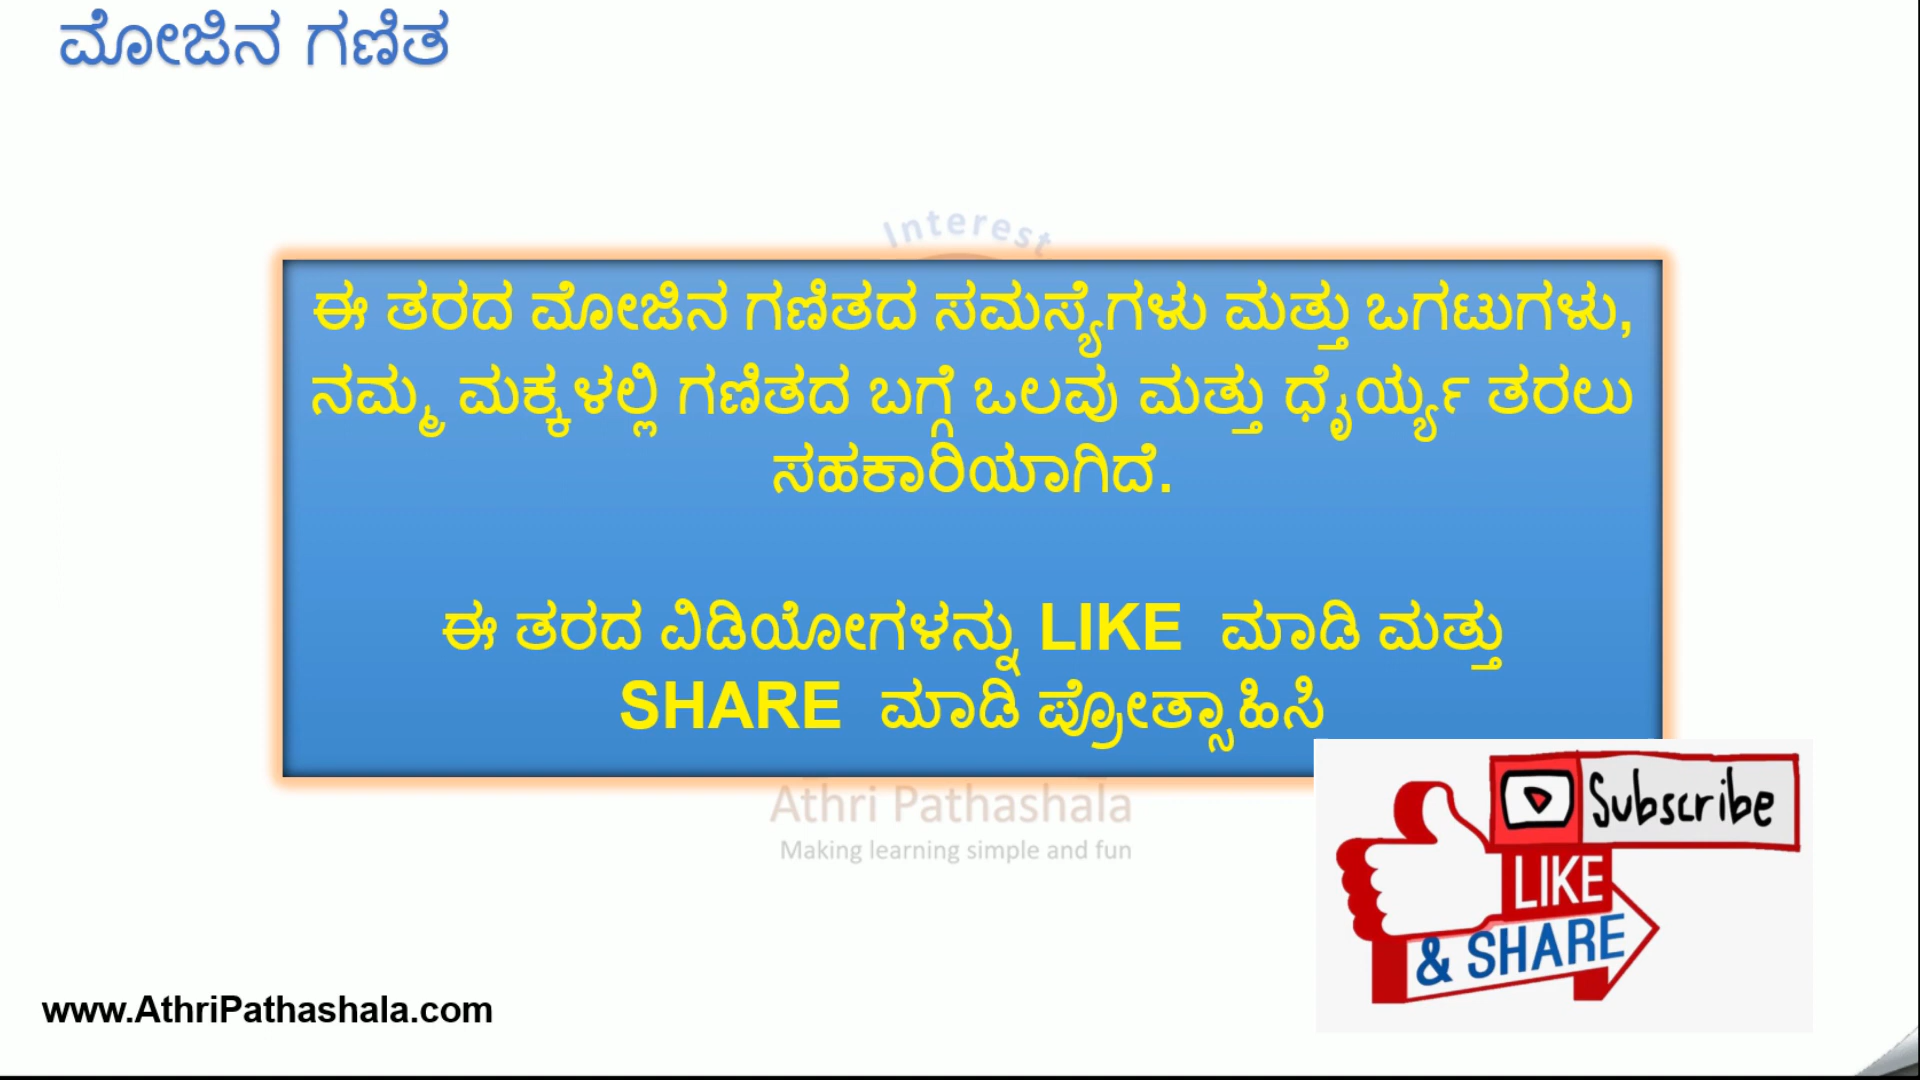 ಮೋಜಿನ ಗಣಿತ
Interest
ಈ ತರದ ಮೋಜಿನ ಗಣಿತದ ಸಮಸ್ಯೆಗಳು ಮತ್ತು ಒಗಟುಗಳು,
ನಮ್ಮ ಮಕ್ಕಳಲ್ಲಿ ಗಣಿತದ ಬಗ್ಗೆ ಒಲವು ಮತ್ತು ಧೈರ್ಯ್ಯ ತರಲು
ಸಹಕಾರಿಯಾಗಿದೆ.
ಈ ತರದ ವಿಡಿಯೋಗಳನ್ನು LIKE ಮಾಡಿ ಮತ್ತು
SHARE ಮಾಡಿ ಪ್ರೋತ್ಸಾಹಿಸಿ
Athri Pathashala
Making learning simple and fun
Subscribe
LIKE
& SHARE
www.AthriPathashala.com